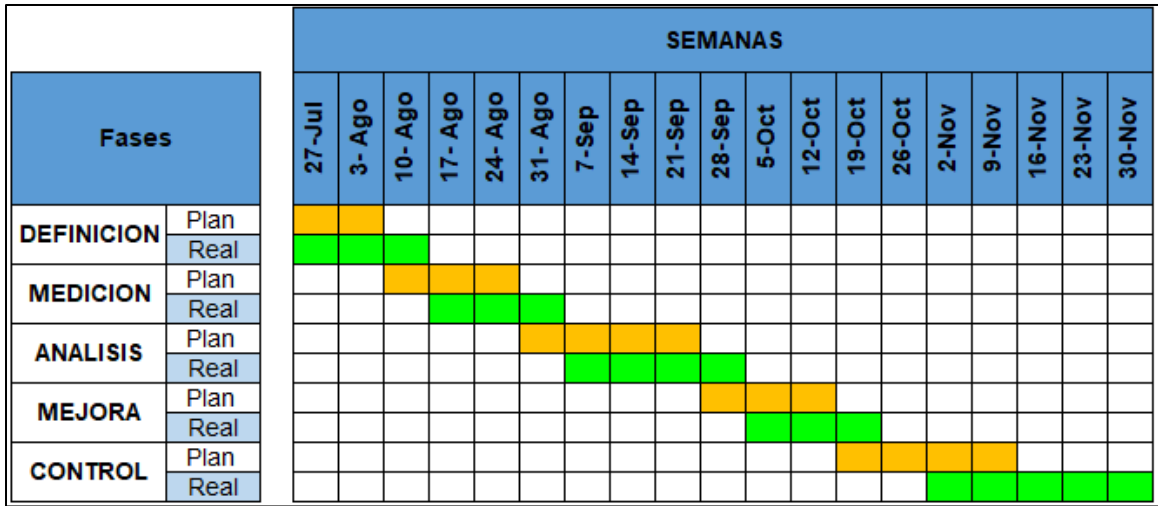 SEMANAS
Fases
27-Jul
3- Ago
10- Ago
17- Ago
24- Ago
31- Ago
7-Sep
14-Sep
21-Sep
28-Sep
5-Oct
12-Oct
19-Oct
26-Oct
2-Nov
9-Nov
16-Nov
23-Nov
30-Nov
DEFINICION
Plan
Real
MEDICION
Plan
Real
ANALISIS
Plan
Real
MEJORA
Plan
Real
CONTROL
Plan
Real